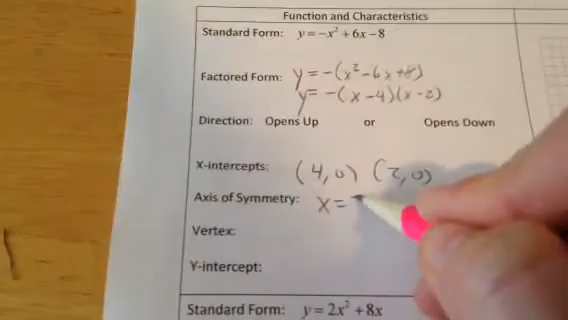 Function and Characteristics
Standard Form: y = -x² + 6x - 8
Factored Form: y = -(x² - 6x + 8)
y = -(x - 4)(x - 2)
Direction: Opens Up or Opens Down
X-intercepts: (4,0) (2,0)
Axis of Symmetry: x =
Vertex:
Y-intercept:
Standard Form: y = 2x² + 8x